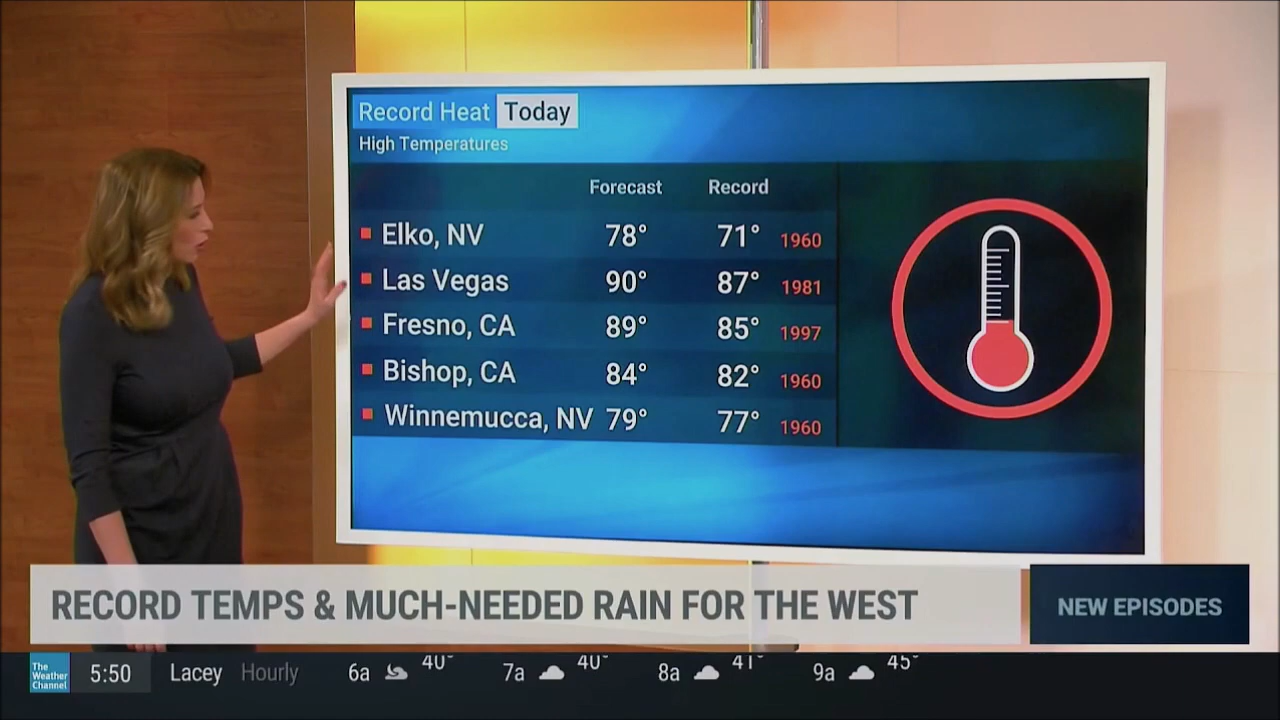 Record Heat Today
High Temperatures
Forecast Record
Elko, NV 78° 71° 1960
Las Vegas 90° 87° 1981
Fresno, CA 89° 85° 1997
Bishop, CA 84° 82° 1960
Winnemucca, NV 79° 77° 1960
RECORD TEMPS & MUCH-NEEDED RAIN FOR THE WEST
NEW EPISODES
The
Weather
Channel
5:50 Lacey Hourly 6a 40° 7a 40° 8a 41° 9a 45°